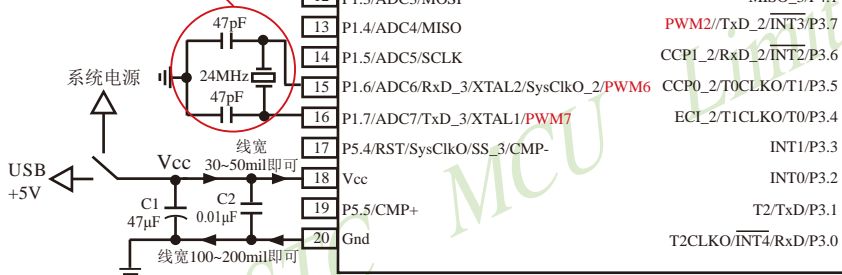 12 P1.3/ADC3/MOSI MISO_3/P4.1
47pF
13 P1.4/ADC4/MISO PWM2//TxD_2/INT3/P3.7
14 P1.5/ADC5/SCLK CCP1_2/RxD_2/INT2/P3.6
系统电源
24MHz
15 P1.6/ADC6/RxD_3/XTAL2/SysClkO_2/PWM6 CCP0_2/T0CLKO/T1/P3.5
47pF
16 P1.7/ADC7/TxD_3/XTAL1/PWM7 ECI_2/T1CLKO/T0/P3.4
线宽
17 P5.4/RST/SysClkO/SS_3/CMP- INT1/P3.3
Vcc 30~50mil即可
USB
+5V
18 Vcc INT0/P3.2
C1 C2
47μF 0.01μF
19 P5.5/CMP+ T2/TxD/P3.1
20 Gnd T2CLKO/INT4/RxD/P3.0
线宽100~200mil即可
STC MCU Limit